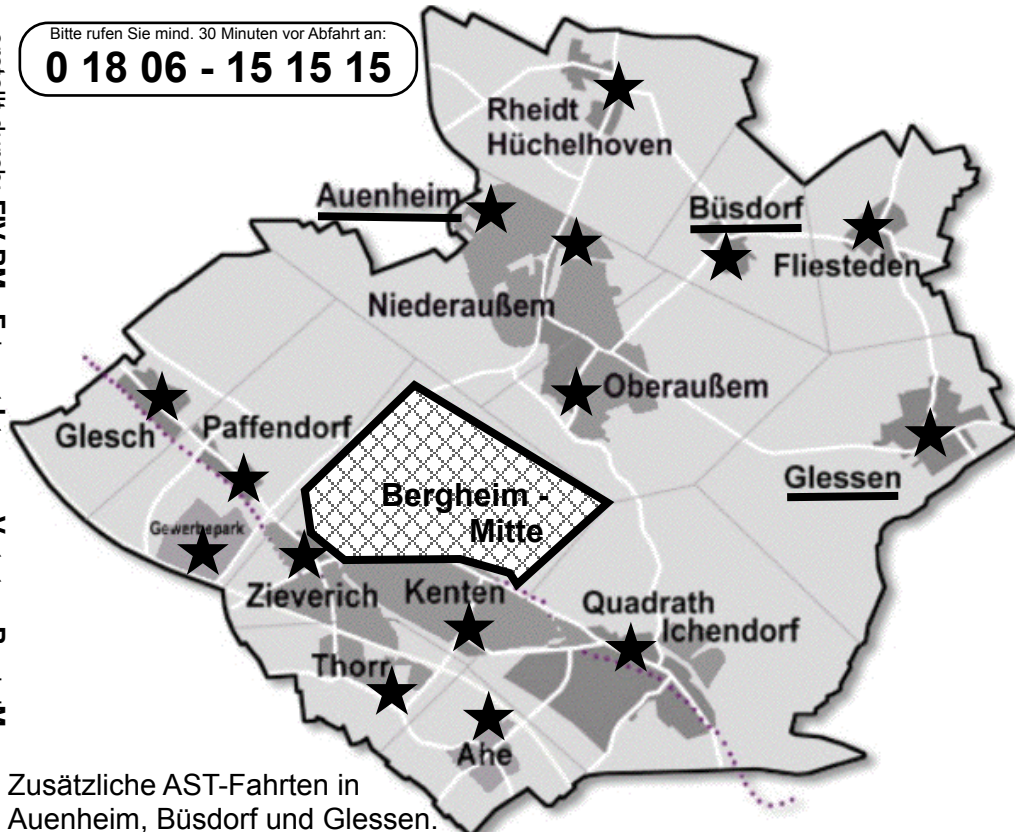 Bitte rufen Sie mind. 30 Minuten vor Abfahrt an:
0 18 06 - 15 15 15
Rheidt
Hüchelhoven
Auenheim
Büsdorf
Fliesteden
Niederaußem
Oberaußem
Glesch
Paffendorf
Glessen
Bergheim -
Mitte
Gewerbepark
Zieverich
Kenten
Quadrath
Ichendorf
Thorr
Ahe
Zusätzliche AST-Fahrten in
Auenheim, Büsdorf und Glessen.